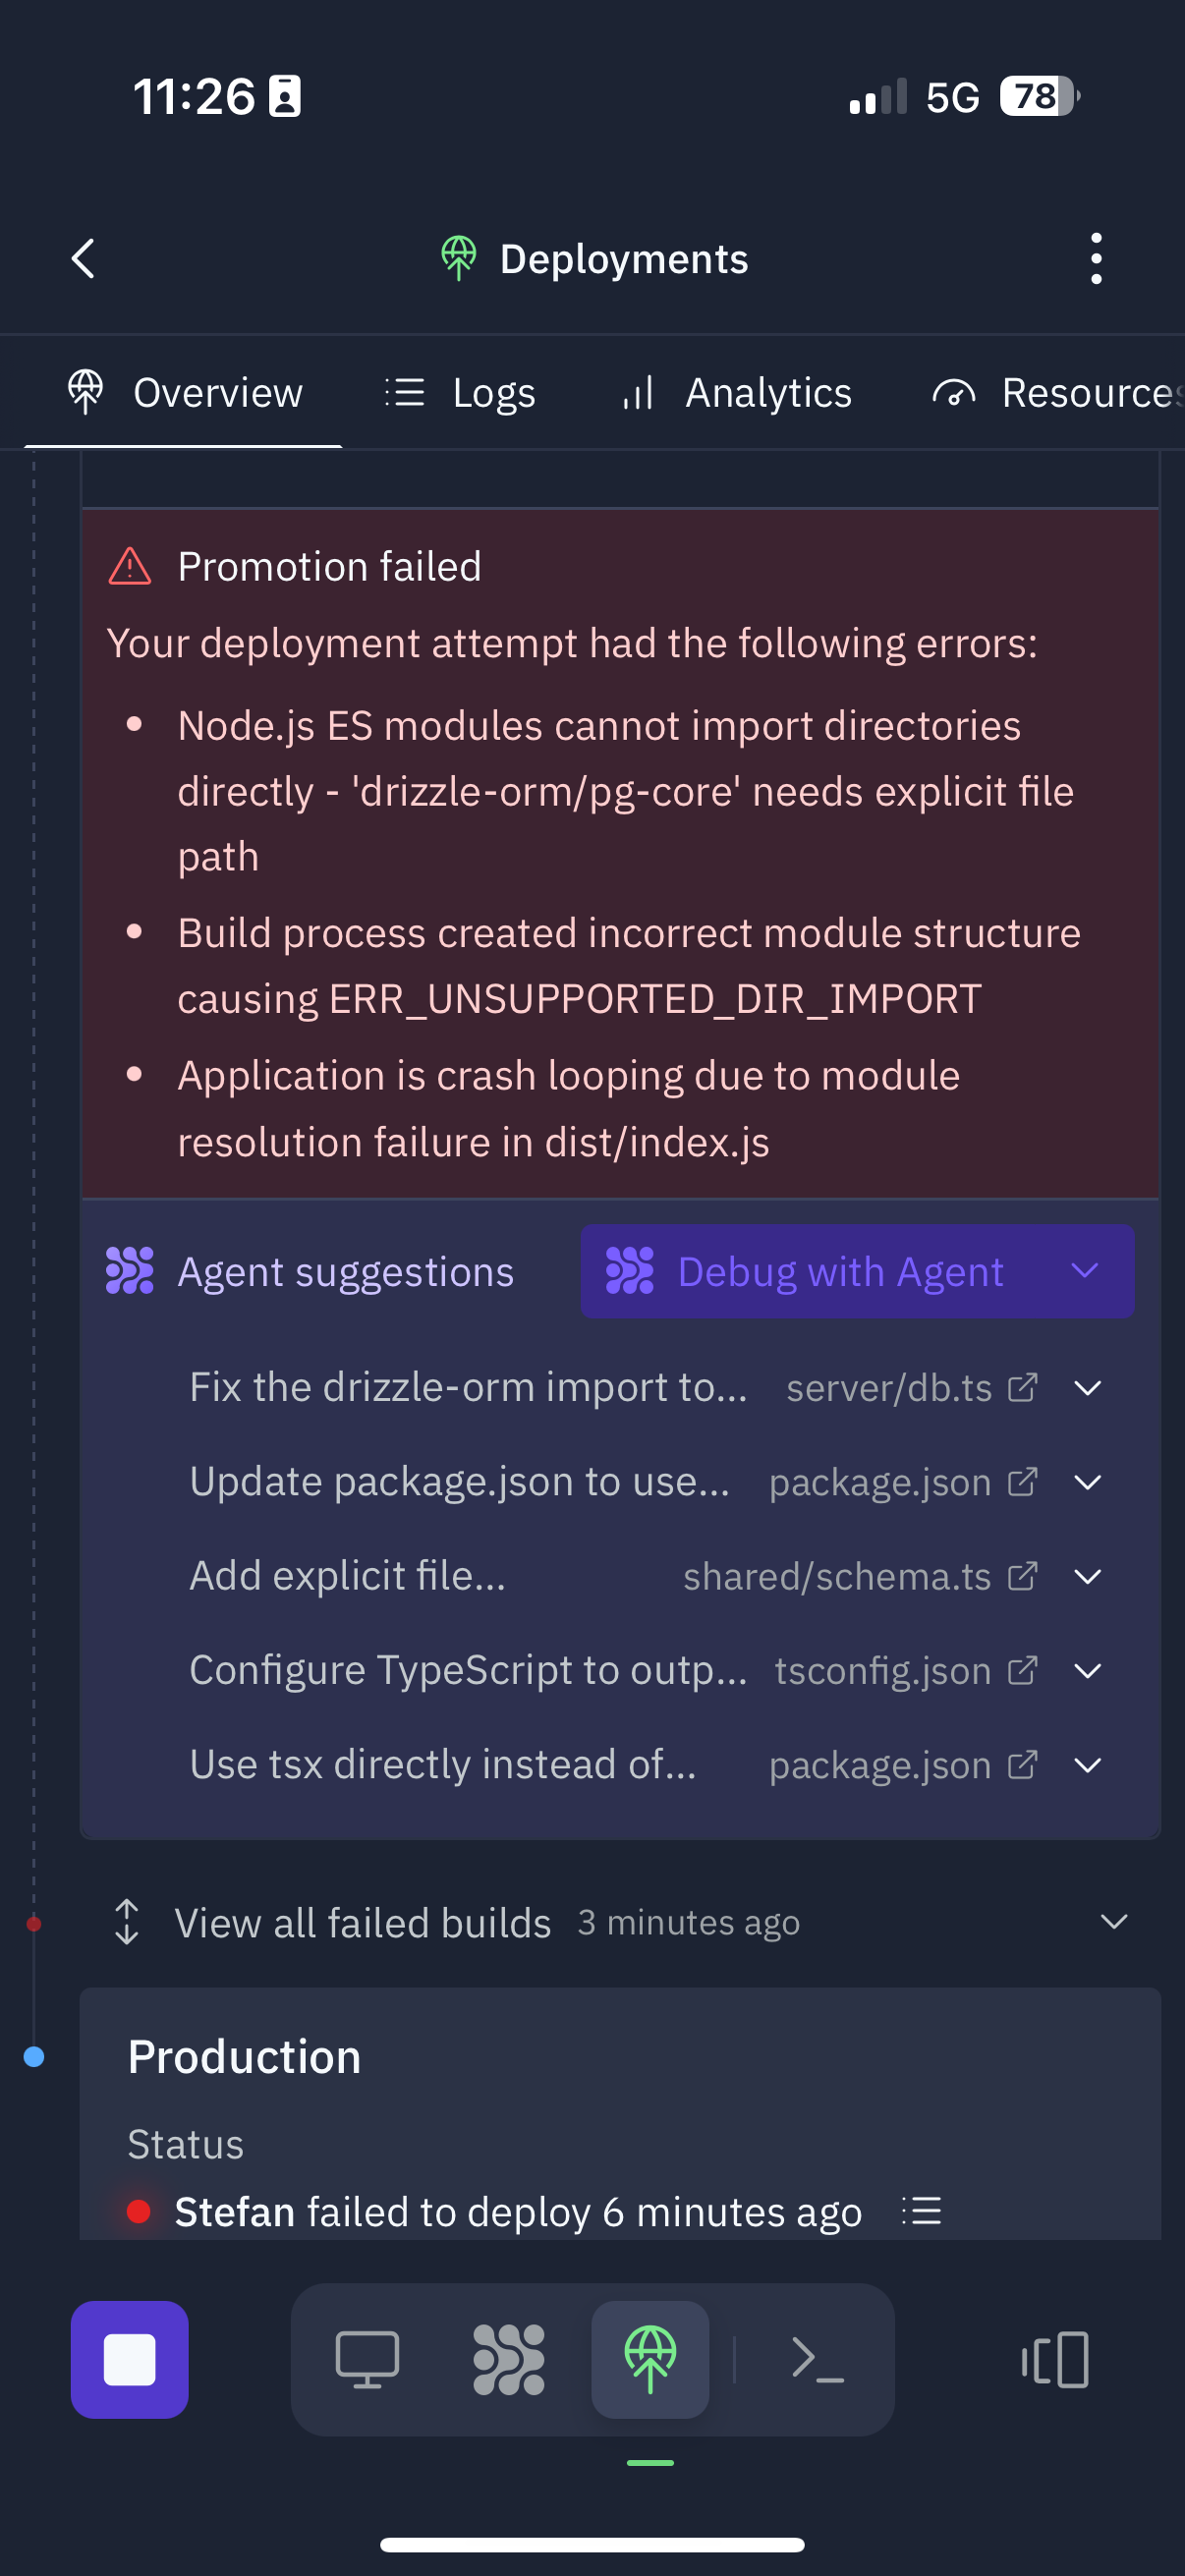 11:26
5G
78
Deployments
Overview
Logs
Analytics
Resources
Promotion failed
Your deployment attempt had the following errors:
• Node.js ES modules cannot import directories
directly - 'drizzle-orm/pg-core' needs explicit file
path
• Build process created incorrect module structure
causing ERR_UNSUPPORTED_DIR_IMPORT
• Application is crash looping due to module
resolution failure in dist/index.js
Agent suggestions
Debug with Agent
Fix the drizzle-orm import to... server/db.ts
Update package.json to use... package.json
Add explicit file... shared/schema.ts
Configure TypeScript to outp... tsconfig.json
Use tsx directly instead of... package.json
View all failed builds 3 minutes ago
Production
Status
Stefan failed to deploy 6 minutes ago